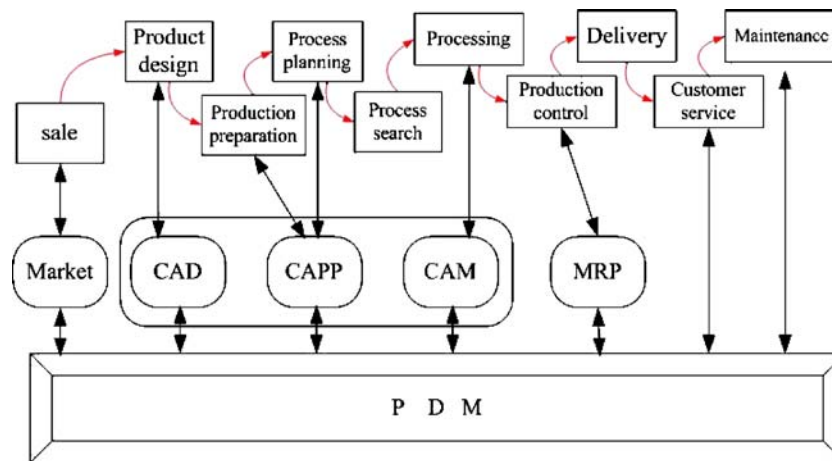 Product
design
Process
planning
Processing
Delivery
Maintenance
sale
Production
preparation
Process
search
Production
control
Customer
service
Market
CAD
CAPP
CAM
MRP
P D M